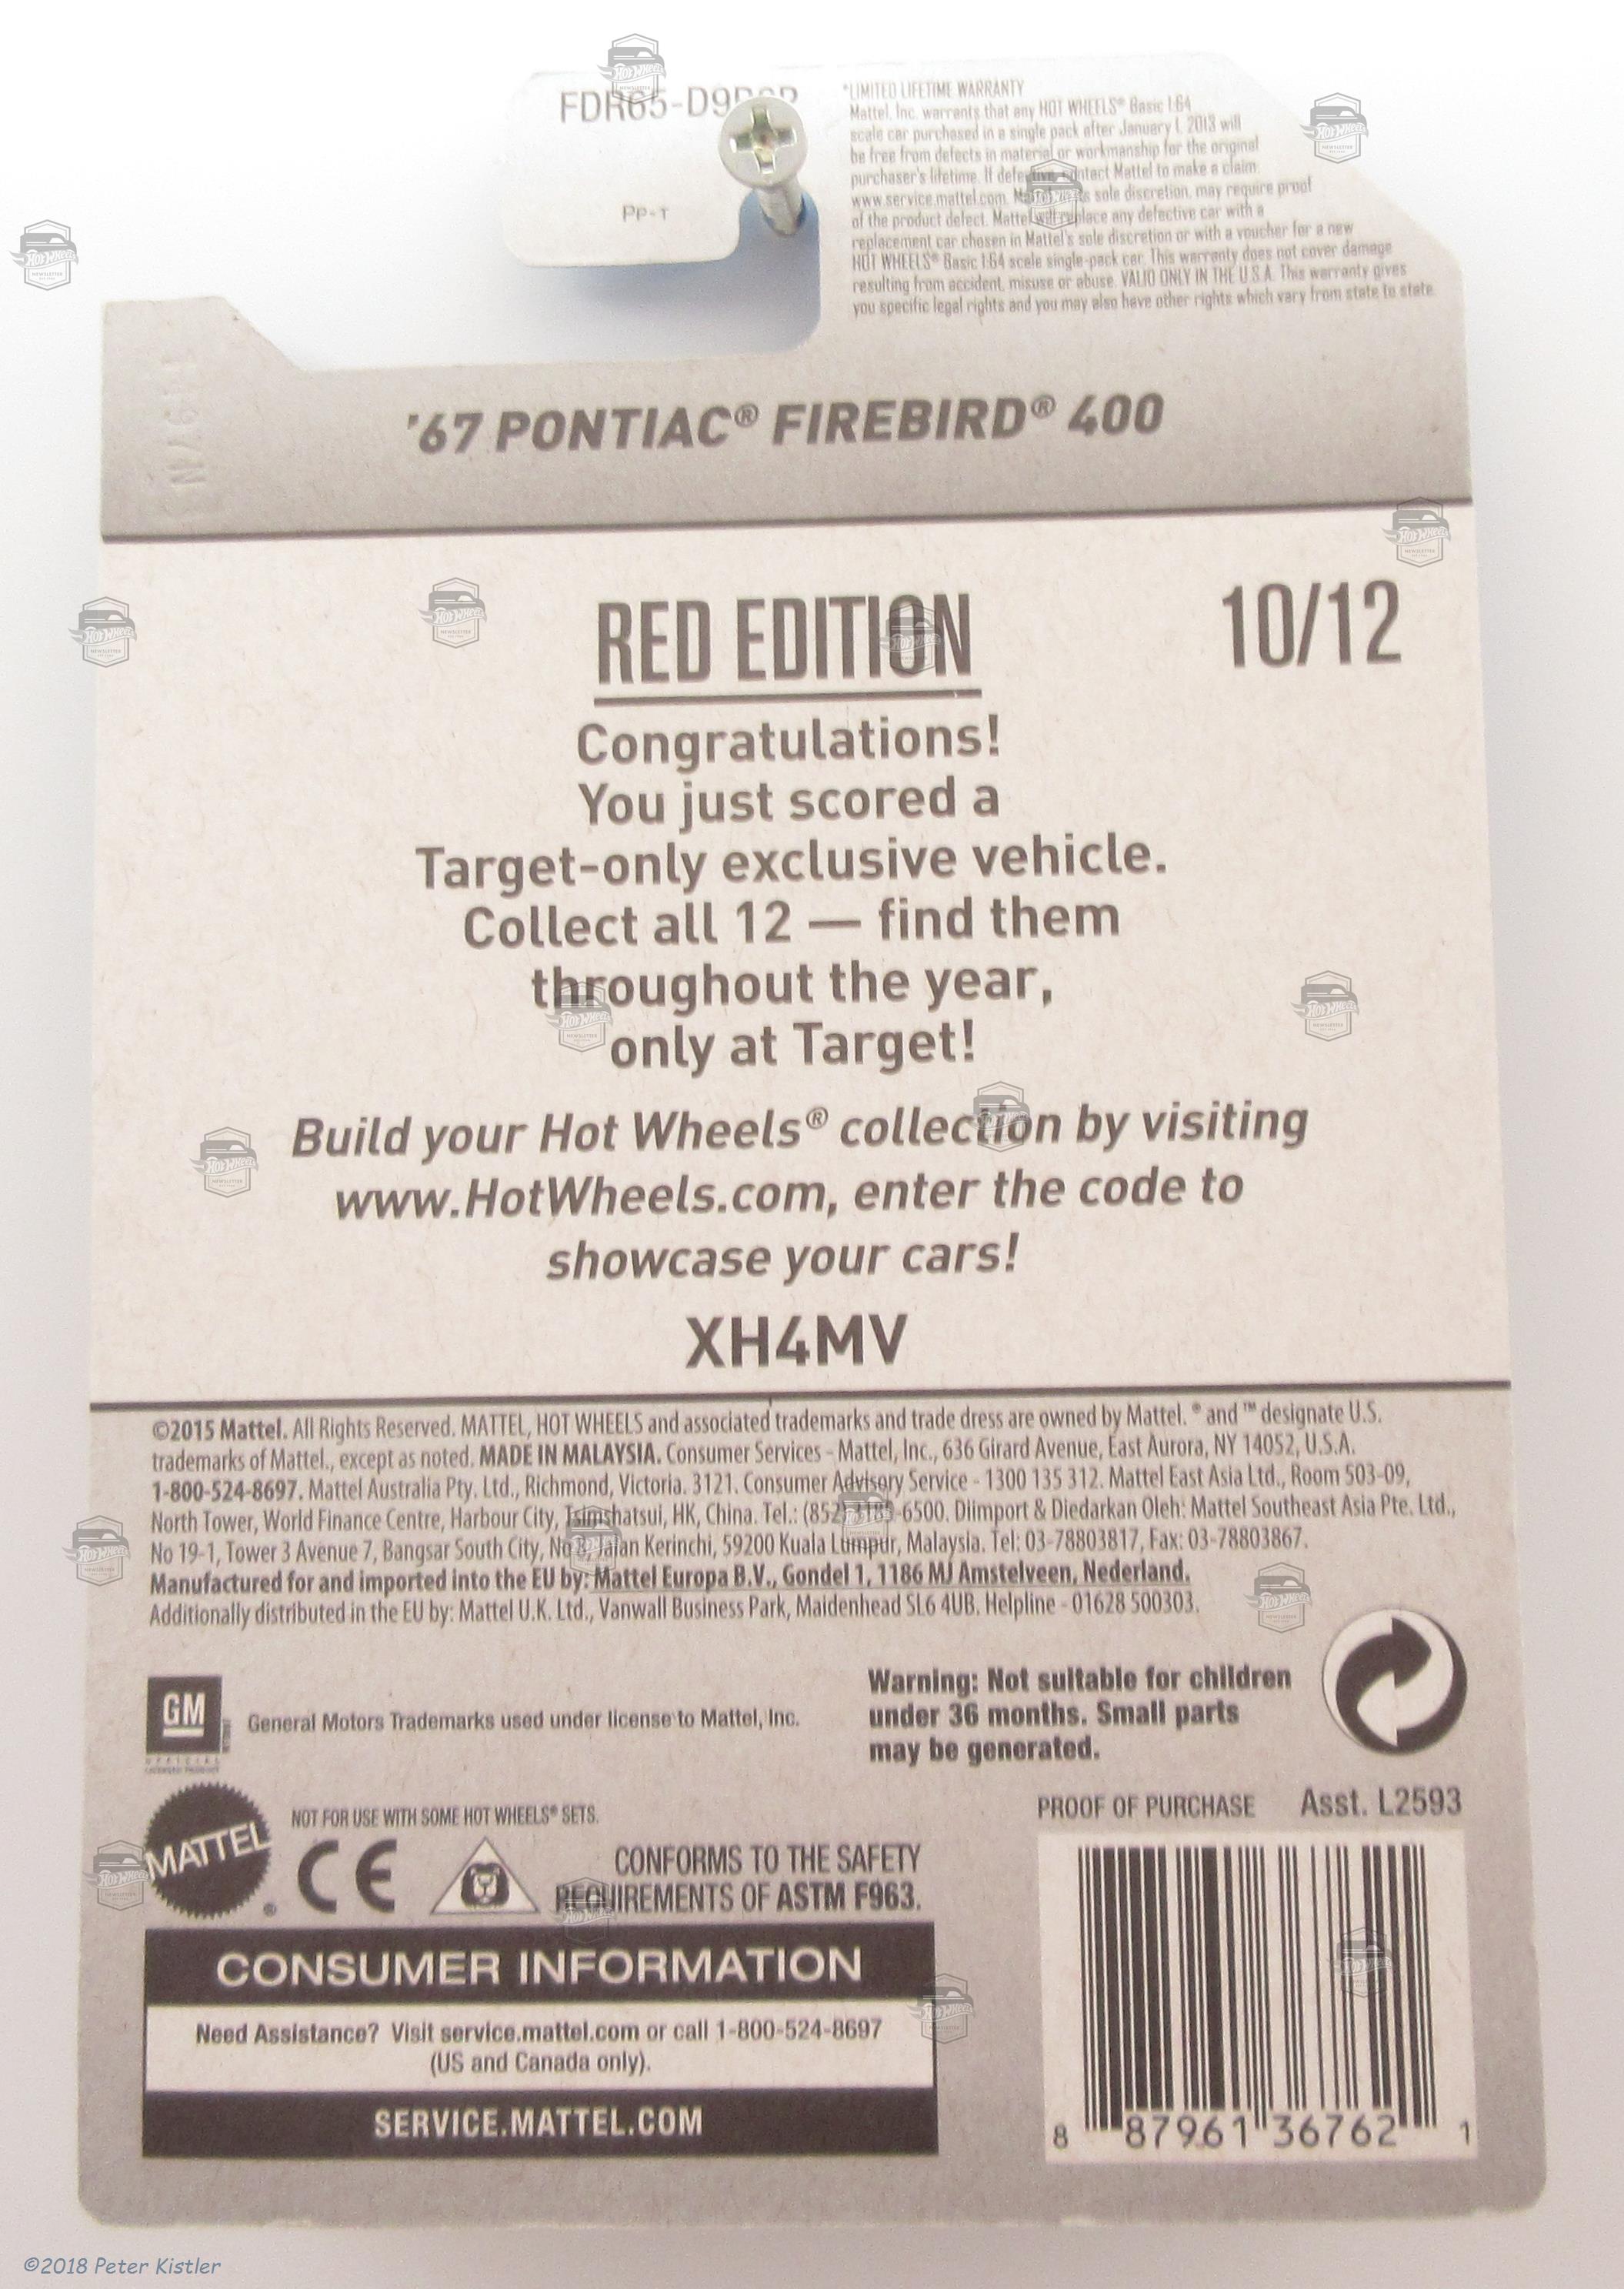 FDR65-D9
PP-T
*LIMITED LIFETIME WARRANTY
Mattel, Inc. warrants that any HOT WHEELS® Basic 1:64
scale car purchased in a single pack after January 1, 2013 will
be free from defects in material or workmanship for the original
purchaser's lifetime. If defective, contact Mattel to make a claim.
www.service.mattel.com. Mattel, at its sole discretion, may require proof
of the product defect. Mattel will replace any defective car with a
replacement car chosen in Mattel's sole discretion or with a voucher for a new
HOT WHEELS® Basic 1:64 scale single-pack car. This warranty does not cover damage
resulting from accident, misuse or abuse. VALID ONLY IN THE U.S.A. This warranty gives
you specific legal rights and you may also have other rights which vary from state to state.
'67 PONTIAC® FIREBIRD® 400
RED EDITION
10/12
Congratulations!
You just scored a
Target-only exclusive vehicle.
Collect all 12 — find them
throughout the year,
only at Target!
Build your Hot Wheels® collection by visiting
www.HotWheels.com, enter the code to
showcase your cars!
XH4MV
©2015 Mattel. All Rights Reserved. MATTEL, HOT WHEELS and associated trademarks and trade dress are owned by Mattel. ® and ™ designate U.S.
trademarks of Mattel., except as noted. MADE IN MALAYSIA. Consumer Services - Mattel, Inc., 636 Girard Avenue, East Aurora, NY 14052, U.S.A.
1-800-524-8697. Mattel Australia Pty. Ltd., Richmond, Victoria. 3121. Consumer Advisory Service - 1300 135 312. Mattel East Asia Ltd., Room 503-09,
North Tower, World Finance Centre, Harbour City, Tsimshatsui, HK, China. Tel.: (852) 3185-6500. Diimport & Diedarkan Oleh: Mattel Southeast Asia Pte. Ltd.,
No 19-1, Tower 3 Avenue 7, Bangsar South City, No 8, Jalan Kerinchi, 59200 Kuala Lumpur, Malaysia. Tel: 03-78803817, Fax: 03-78803867.
Manufactured for and imported into the EU by: Mattel Europa B.V., Gondel 1, 1186 MJ Amstelveen, Nederland.
Additionally distributed in the EU by: Mattel U.K. Ltd., Vanwall Business Park, Maidenhead SL6 4UB. Helpline - 01628 500303.
GM
OFFICIAL
LICENSED PRODUCT
General Motors Trademarks used under license to Mattel, Inc.
Warning: Not suitable for children
under 36 months. Small parts
may be generated.
MATTEL®
NOT FOR USE WITH SOME HOT WHEELS® SETS.
CE
CONFORMS TO THE SAFETY
REQUIREMENTS OF ASTM F963.
PROOF OF PURCHASE Asst. L2593
CONSUMER INFORMATION
Need Assistance? Visit service.mattel.com or call 1-800-524-8697
(US and Canada only).
SERVICE.MATTEL.COM
8 87961 36762 1
©2018 Peter Kistler